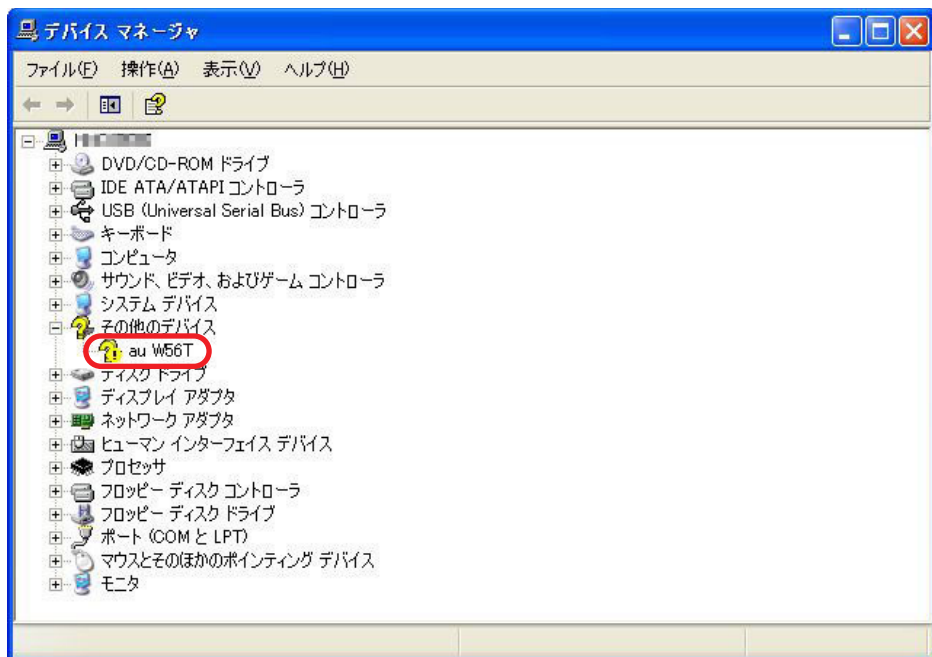 デバイス マネージャ
ファイル(F) 操作(A) 表示(V) ヘルプ(H)
DVD/CD-ROM ドライブ
IDE ATA/ATAPI コントローラ
USB (Universal Serial Bus) コントローラ
キーボード
コンピュータ
サウンド、ビデオ、およびゲーム コントローラ
システム デバイス
その他のデバイス
au W56T
ディスク ドライブ
ディスプレイ アダプタ
ネットワーク アダプタ
ヒューマン インターフェイス デバイス
プロセッサ
フロッピー ディスク コントローラ
フロッピー ディスク ドライブ
ポート (COM と LPT)
マウスとそのほかのポインティング デバイス
モニタ